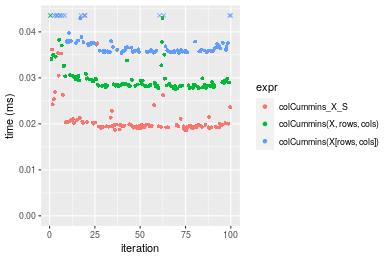 0.04
0.03
0.02
0.01
0.00
time (ms)
0 25 50 75 100
iteration
expr
colCummins_X_S
colCummins(X, rows, cols)
colCummins(X[rows, cols])